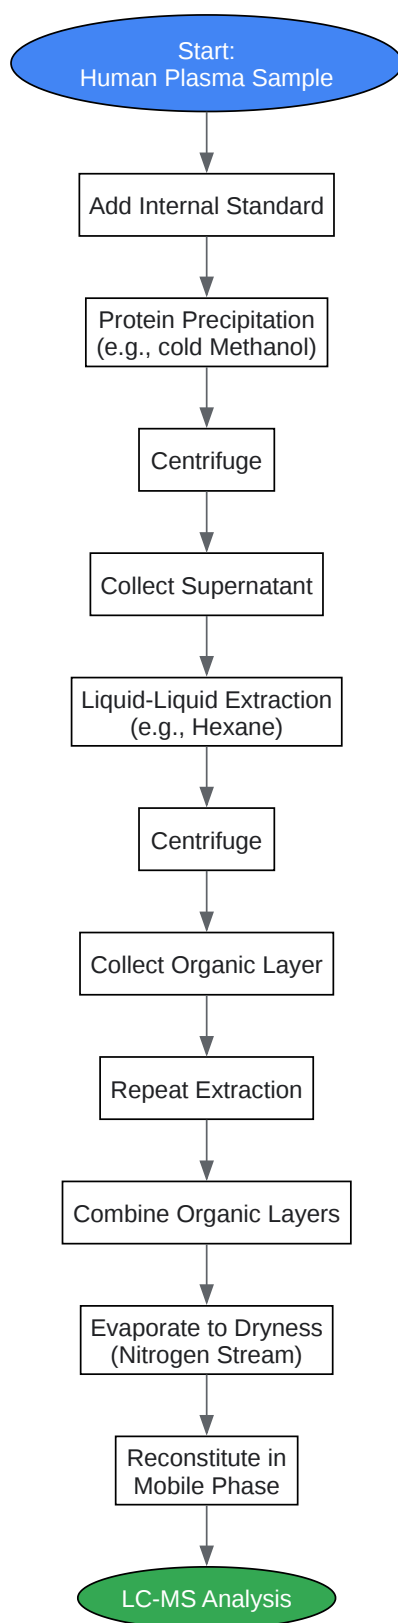 Start:
Human Plasma Sample
Add Internal Standard
Protein Precipitation
(e.g., cold Methanol)
Centrifuge
Collect Supernatant
Liquid-Liquid Extraction
(e.g., Hexane)
Centrifuge
Collect Organic Layer
Repeat Extraction
Combine Organic Layers
Evaporate to Dryness
(Nitrogen Stream)
Reconstitute in
Mobile Phase
LC-MS Analysis